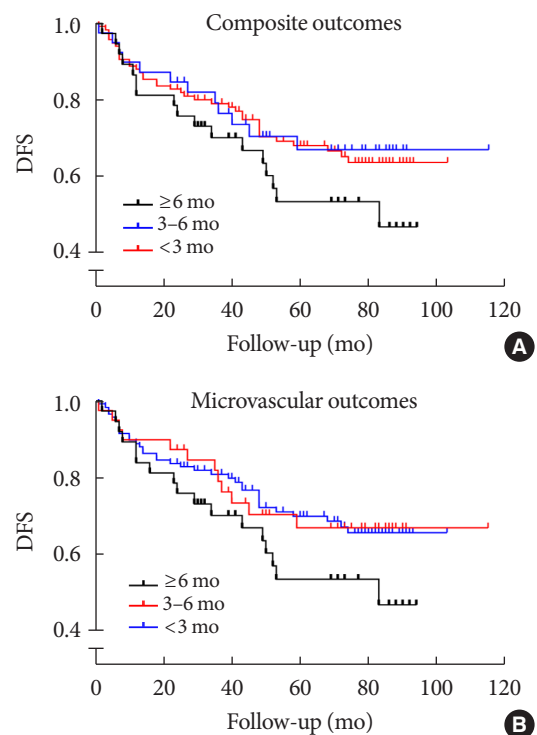 Composite outcomes
1.0
0.8
0.6
0.4
DFS
≥6 mo
3–6 mo
<3 mo
0 20 40 60 80 100 120
Follow-up (mo)
A
Microvascular outcomes
1.0
0.8
0.6
0.4
DFS
≥6 mo
3–6 mo
<3 mo
0 20 40 60 80 100 120
Follow-up (mo)
B